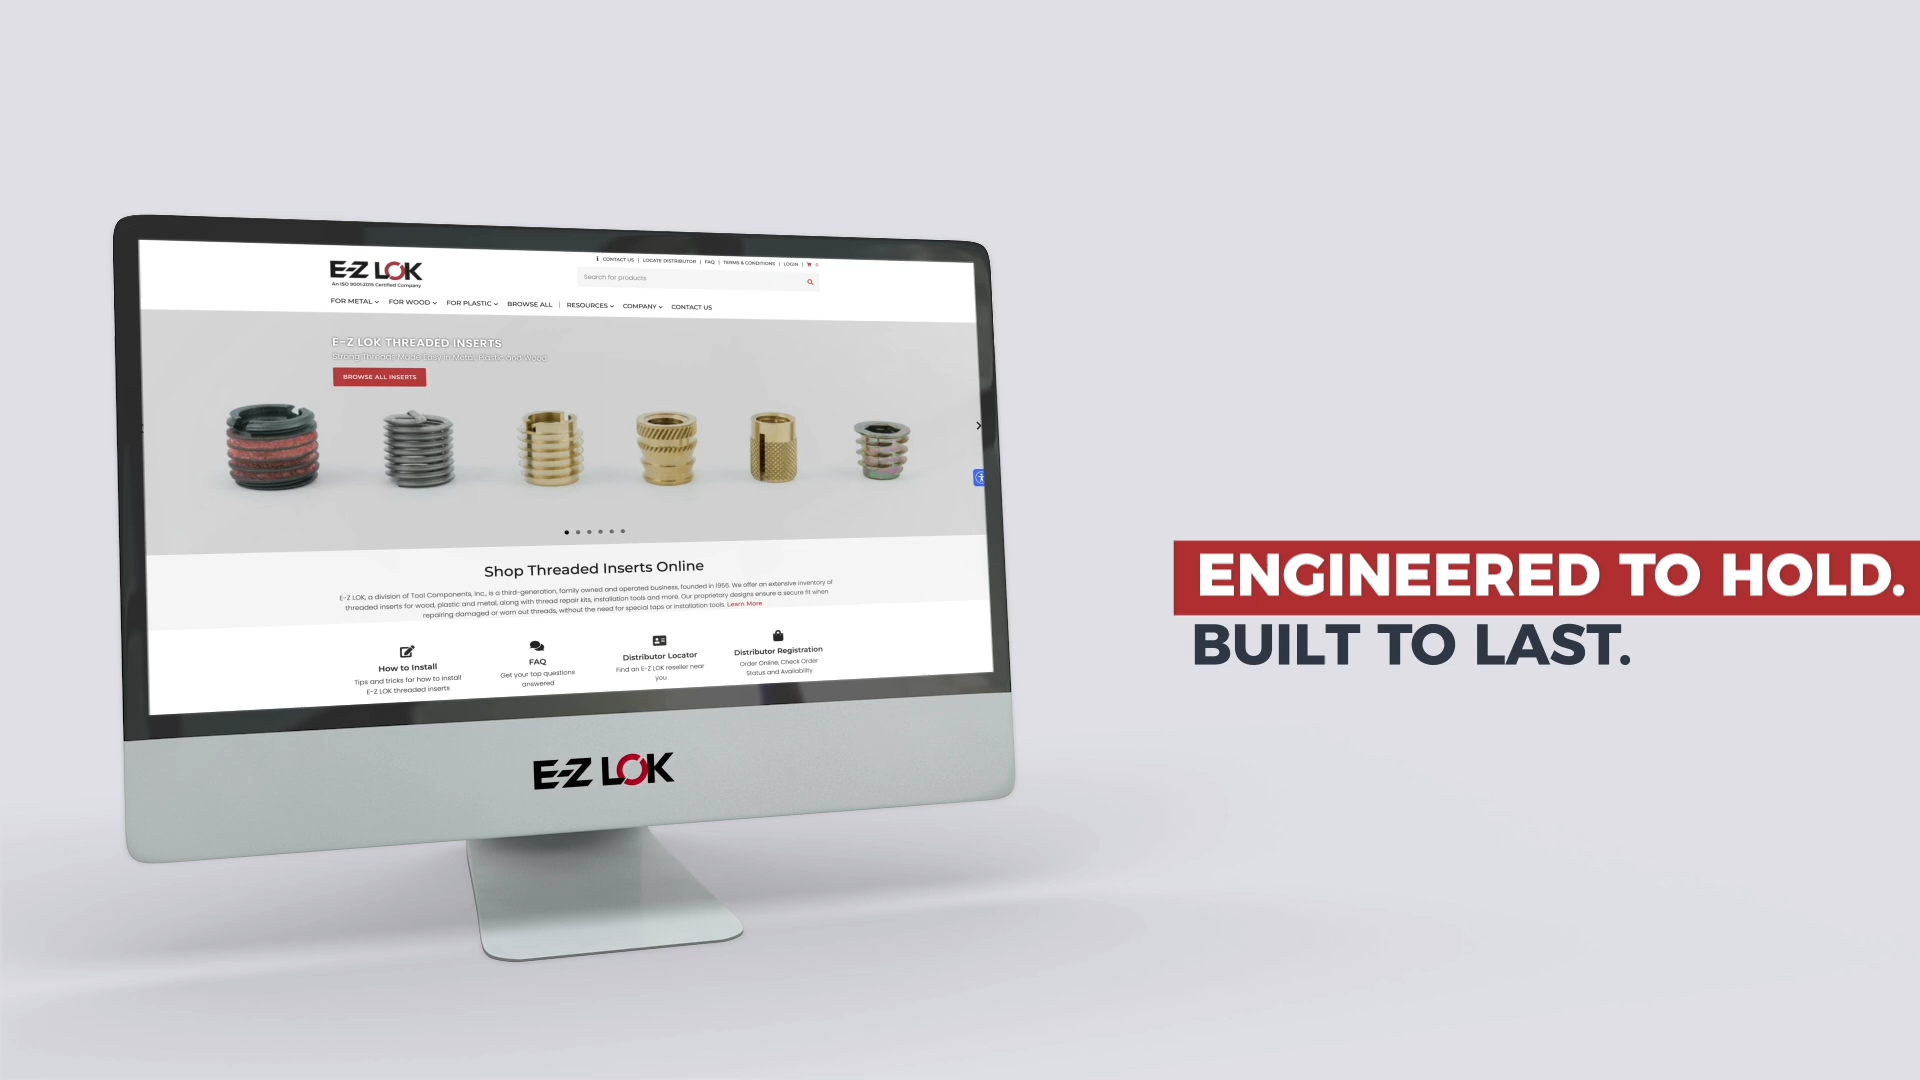 E-Z LOK
An ISO 9001:2015 Certified Company
CONTACT US | LOCATE DISTRIBUTOR | FAQ | TERMS & CONDITIONS | LOGIN | 0
Search for products
FOR METAL FOR WOOD FOR PLASTIC BROWSE ALL | RESOURCES COMPANY CONTACT US
E-Z LOK THREADED INSERTS
Strong Threads Made Easy in Metal, Plastic and Wood
BROWSE ALL INSERTS
Shop Threaded Inserts Online
E-Z LOK, a division of Tool Components, Inc., is a third-generation, family owned and operated business, founded in 1956. We offer an extensive inventory of
threaded inserts for wood, plastic and metal, along with thread repair kits, installation tools and more. Our proprietary designs ensure a secure fit when
repairing damaged or worn out threads, without the need for special taps or installation tools. Learn More
How to Install
Tips and tricks for how to install
E-Z LOK threaded inserts
FAQ
Get your top questions
answered
Distributor Locator
Find an E-Z LOK reseller near
you
Distributor Registration
Order Online, Check Order
Status and Availability
E-Z LOK
ENGINEERED TO HOLD.
BUILT TO LAST.